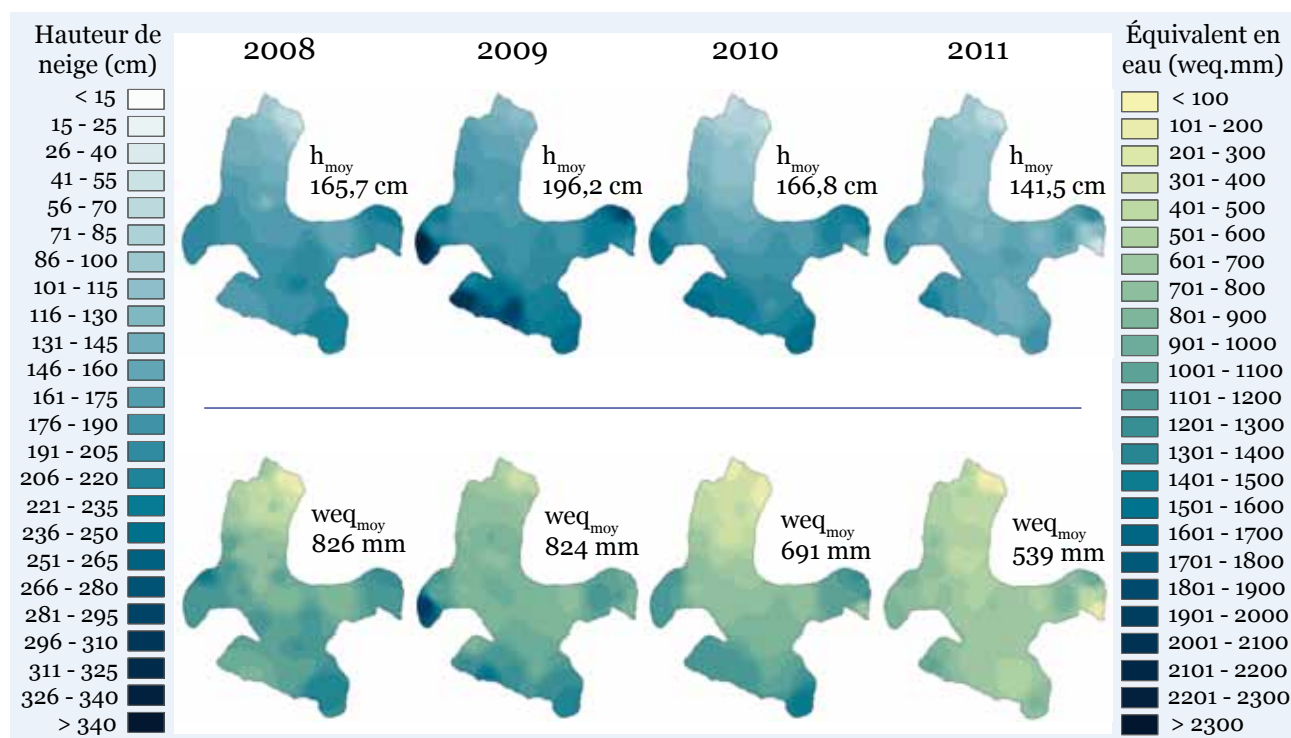 Hauteur de
neige (cm)
< 15
15 - 25
26 - 40
41 - 55
56 - 70
71 - 85
86 - 100
101 - 115
116 - 130
131 - 145
146 - 160
161 - 175
176 - 190
191 - 205
206 - 220
221 - 235
236 - 250
251 - 265
266 - 280
281 - 295
296 - 310
311 - 325
326 - 340
> 340
2008
2009
2010
2011
hmoy
165,7 cm
hmoy
196,2 cm
hmoy
166,8 cm
hmoy
141,5 cm
weqmoy
826 mm
weqmoy
824 mm
weqmoy
691 mm
weqmoy
539 mm
Équivalent en
eau (weq.mm)
< 100
101 - 200
201 - 300
301 - 400
401 - 500
501 - 600
601 - 700
701 - 800
801 - 900
901 - 1000
1001 - 1100
1101 - 1200
1201 - 1300
1301 - 1400
1401 - 1500
1501 - 1600
1601 - 1700
1701 - 1800
1801 - 1900
1901 - 2000
2001 - 2100
2101 - 2200
2201 - 2300
> 2300